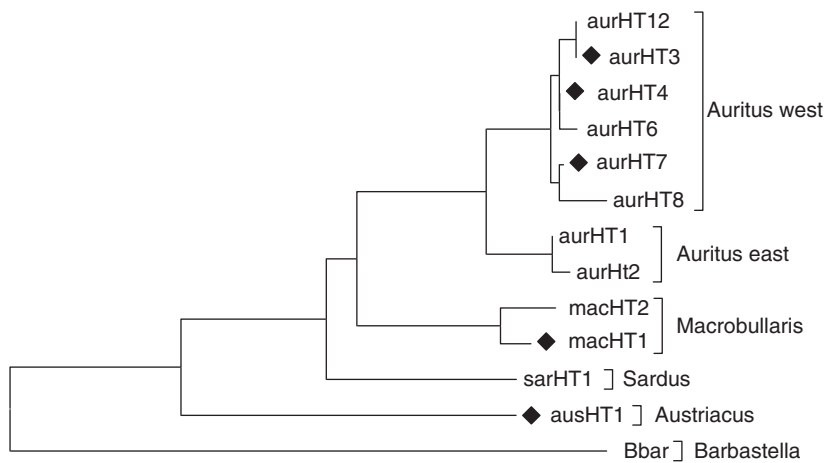 aurHT12
aurHT3
aurHT4
Auritus west
aurHT6
aurHT7
aurHT8
aurHT1
Auritus east
aurHt2
macHT2
Macrobullaris
macHT1
sarHT1 Sardus
ausHT1 Austriacus
Bbar Barbastella